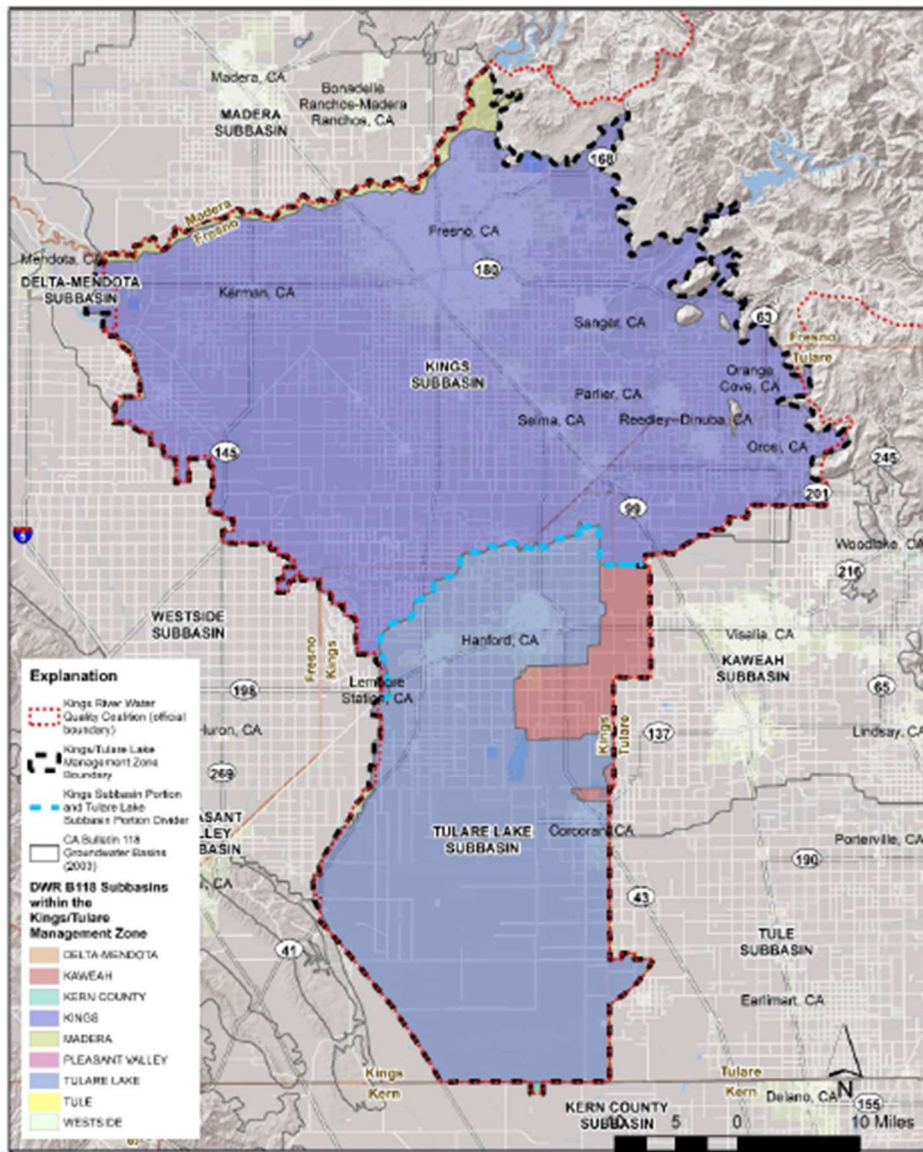 Madera, CA
Bonadelle
Ranchos-Madera
Ranchos, CA
MADERA
SUBBASIN
168
Madera
Fresno
Fresno, CA
Mendota, CA
180
DELTA-MENDOTA
SUBBASIN
Kerman, CA
Sanger, CA
63
Fresno
Tulare
KINGS
SUBBASIN
Orange
Cove, CA
Parlier, CA
Selma, CA
Reedley-Dinuba, CA
Orosi, CA
145
245
201
99
5
Woodlake, CA
216
WESTSIDE
SUBBASIN
Hanford, CA
Visalia, CA
Fresno
Kings
KAWEAH
SUBBASIN
Lemoore
Station, CA
198
65
Kings
Tulare
137
Lindsay, CA
Huron, CA
269
TULARE LAKE
SUBBASIN
Corcoran, CA
Porterville, CA
190
43
41
TULE
SUBBASIN
Earlimart, CA
Kings
Kern
Tulare
Kern
N
Delano, CA
155
KERN COUNTY
SUBBASIN
10 5 0 10 Miles
Explanation
Kings River Water
Quality Coalition (official
boundary)
Kings/Tulare Lake
Management Zone
Boundary
Kings Subbasin Portion
and Tulare Lake
Subbasin Portion Divider
CA Bulletin 118
Groundwater Basins
(2003)
DWR B118 Subbasins
within the
Kings/Tulare
Management Zone
DELTA-MENDOTA
KAWEAH
KERN COUNTY
KINGS
MADERA
PLEASANT VALLEY
TULARE LAKE
TULE
WESTSIDE